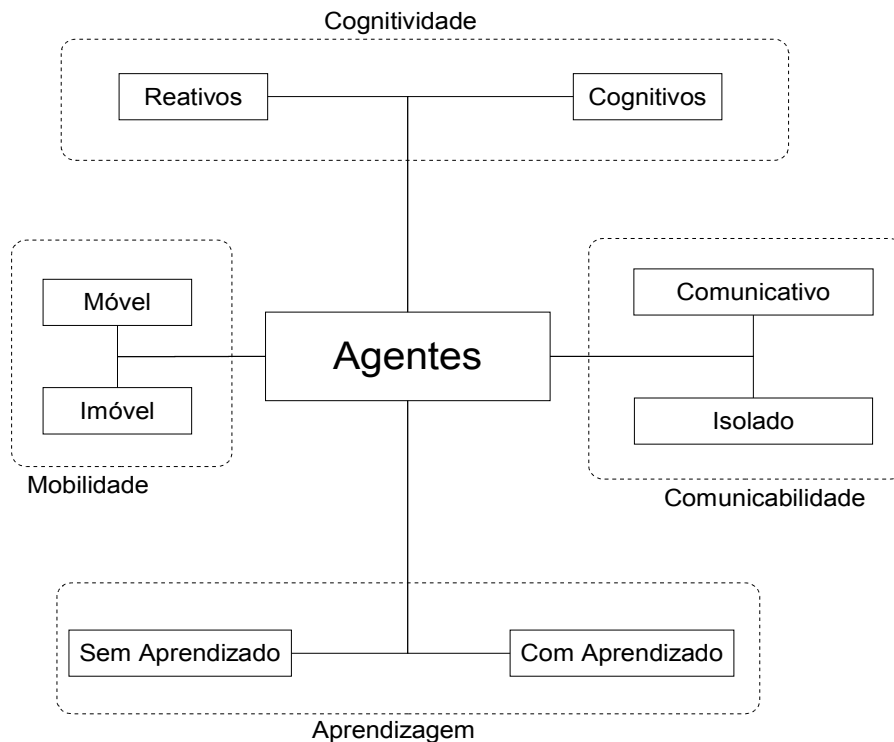 Cognitividade
Reativos
Cognitivos
Móvel
Comunicativo
Agentes
Imóvel
Isolado
Mobilidade
Comunicabilidade
Sem Aprendizado
Com Aprendizado
Aprendizagem